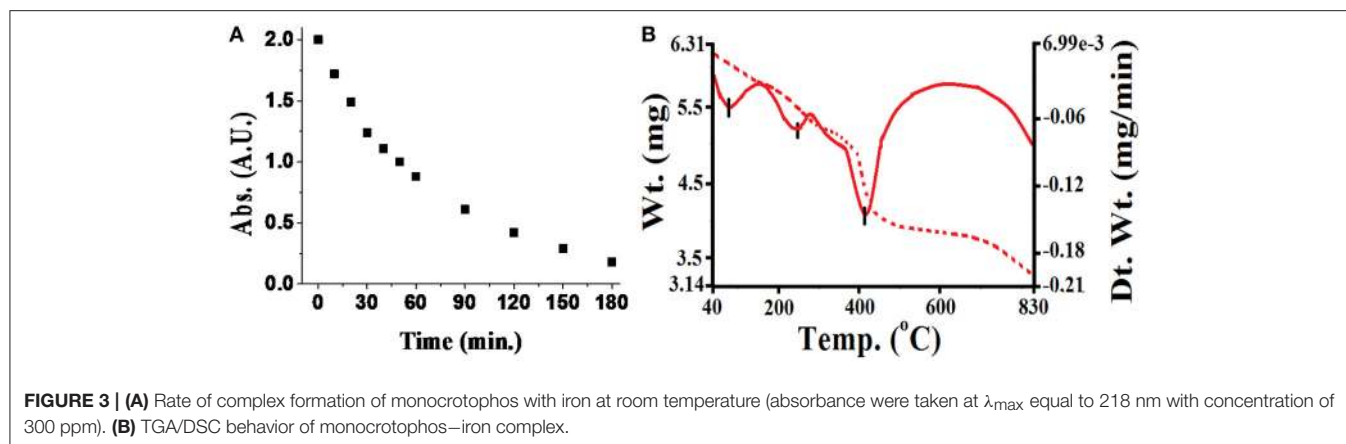 A
2.0
1.5
1.0
0.5
0.0
Abs. (A.U.)
0 30 60 90 120 150 180
Time (min.)
B
6.31
5.5
4.5
3.5
3.14
Wt. (mg)
40 200 400 600 830
Temp. (°C)
6.99e-3
-0.06
-0.12
-0.18
-0.21
Dt. Wt. (mg/min)
FIGURE 3 | (A) Rate of complex formation of monocrotophos with iron at room temperature (absorbance were taken at λmax equal to 218 nm with concentration of
300 ppm). (B) TGA/DSC behavior of monocrotophos−iron complex.